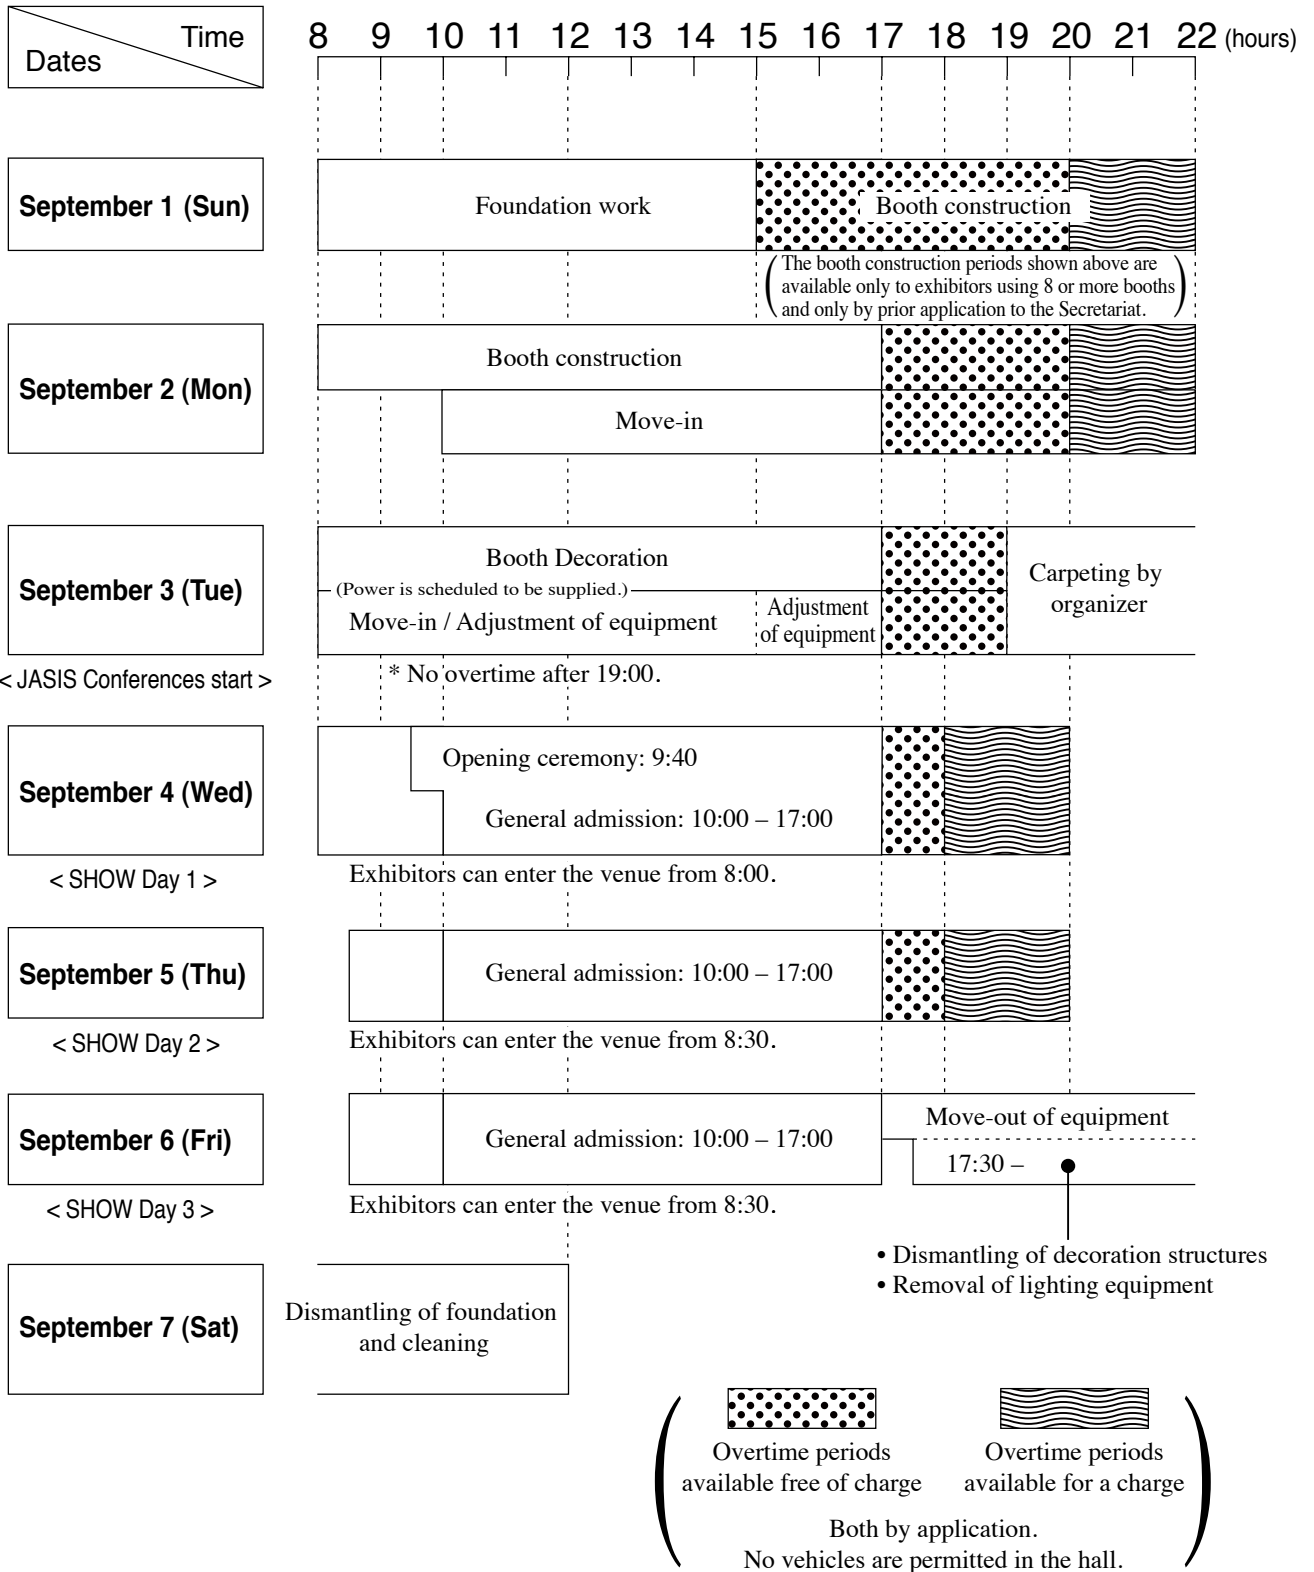 Time
Dates
8 9 10 11 12 13 14 15 16 17 18 19 20 21 22 (hours)
September 1 (Sun)
Foundation work
Booth construction
The booth construction periods shown above are
available only to exhibitors using 8 or more booths
and only by prior application to the Secretariat.
September 2 (Mon)
Booth construction
Move-in
September 3 (Tue)
Booth Decoration
(Power is scheduled to be supplied.)
Move-in / Adjustment of equipment
Adjustment
of equipment
Carpeting by
organizer
< JASIS Conferences start >
* No overtime after 19:00.
September 4 (Wed)
Opening ceremony: 9:40
General admission: 10:00 – 17:00
< SHOW Day 1 >
Exhibitors can enter the venue from 8:00.
September 5 (Thu)
General admission: 10:00 – 17:00
< SHOW Day 2 >
Exhibitors can enter the venue from 8:30.
September 6 (Fri)
General admission: 10:00 – 17:00
Move-out of equipment
17:30 –
< SHOW Day 3 >
Exhibitors can enter the venue from 8:30.
• Dismantling of decoration structures
• Removal of lighting equipment
September 7 (Sat)
Dismantling of foundation
and cleaning
Overtime periods
available free of charge
Overtime periods
available for a charge
Both by application.
No vehicles are permitted in the hall.